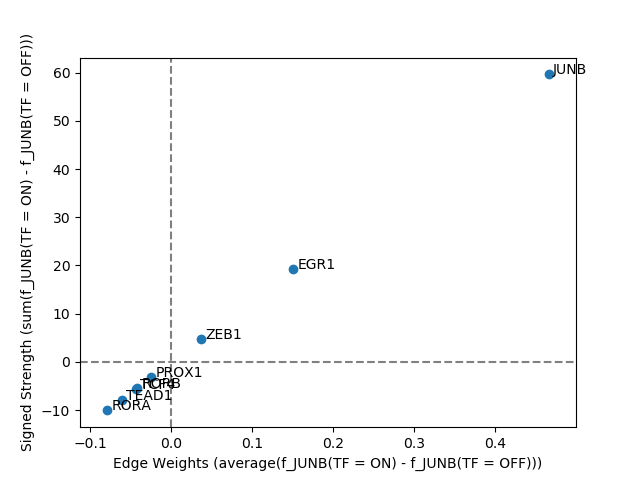 Signed Strength (sum(f_JUNB(TF = ON) - f_JUNB(TF = OFF)))
60
50
40
30
20
10
0
−10
JUNB
EGR1
ZEB1
PROX1
TEAD1
RORA
−0.1
0.0
0.1
0.2
0.3
0.4
Edge Weights (average(f_JUNB(TF = ON) - f_JUNB(TF = OFF)))